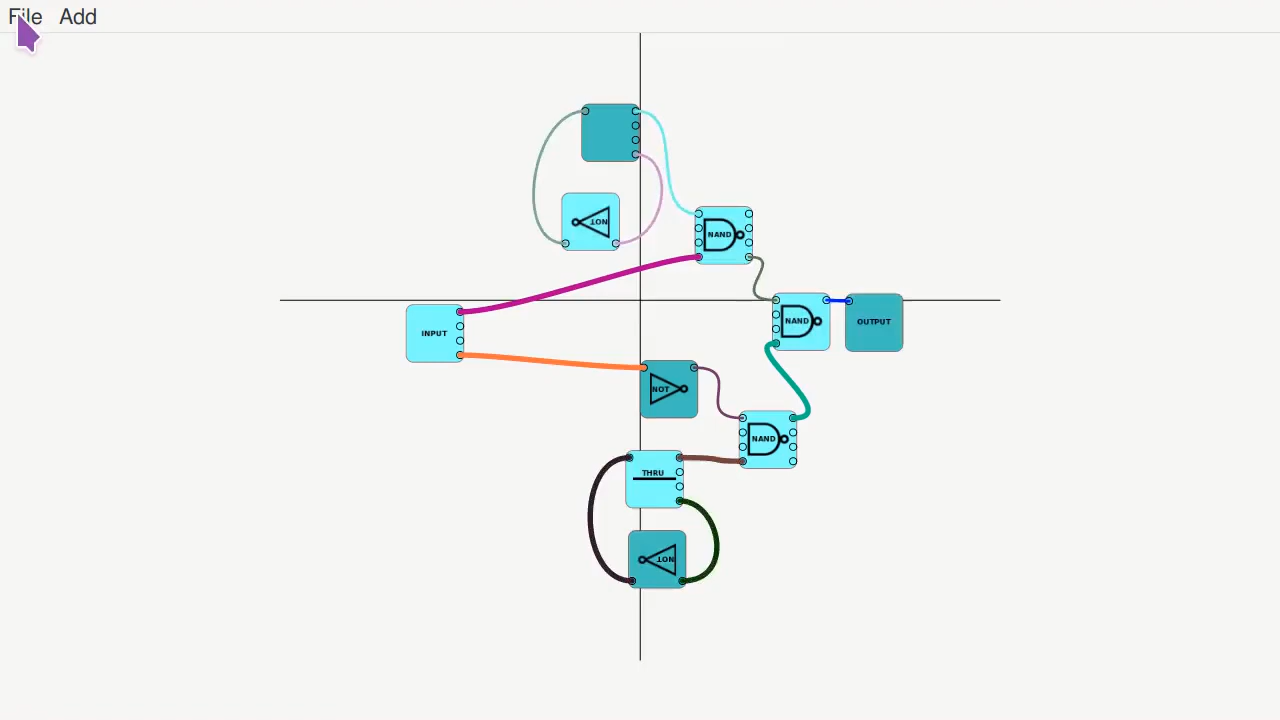 File Add
NOT
NAND
INPUT
NAND
OUTPUT
NOT
NAND
THRU
NOT